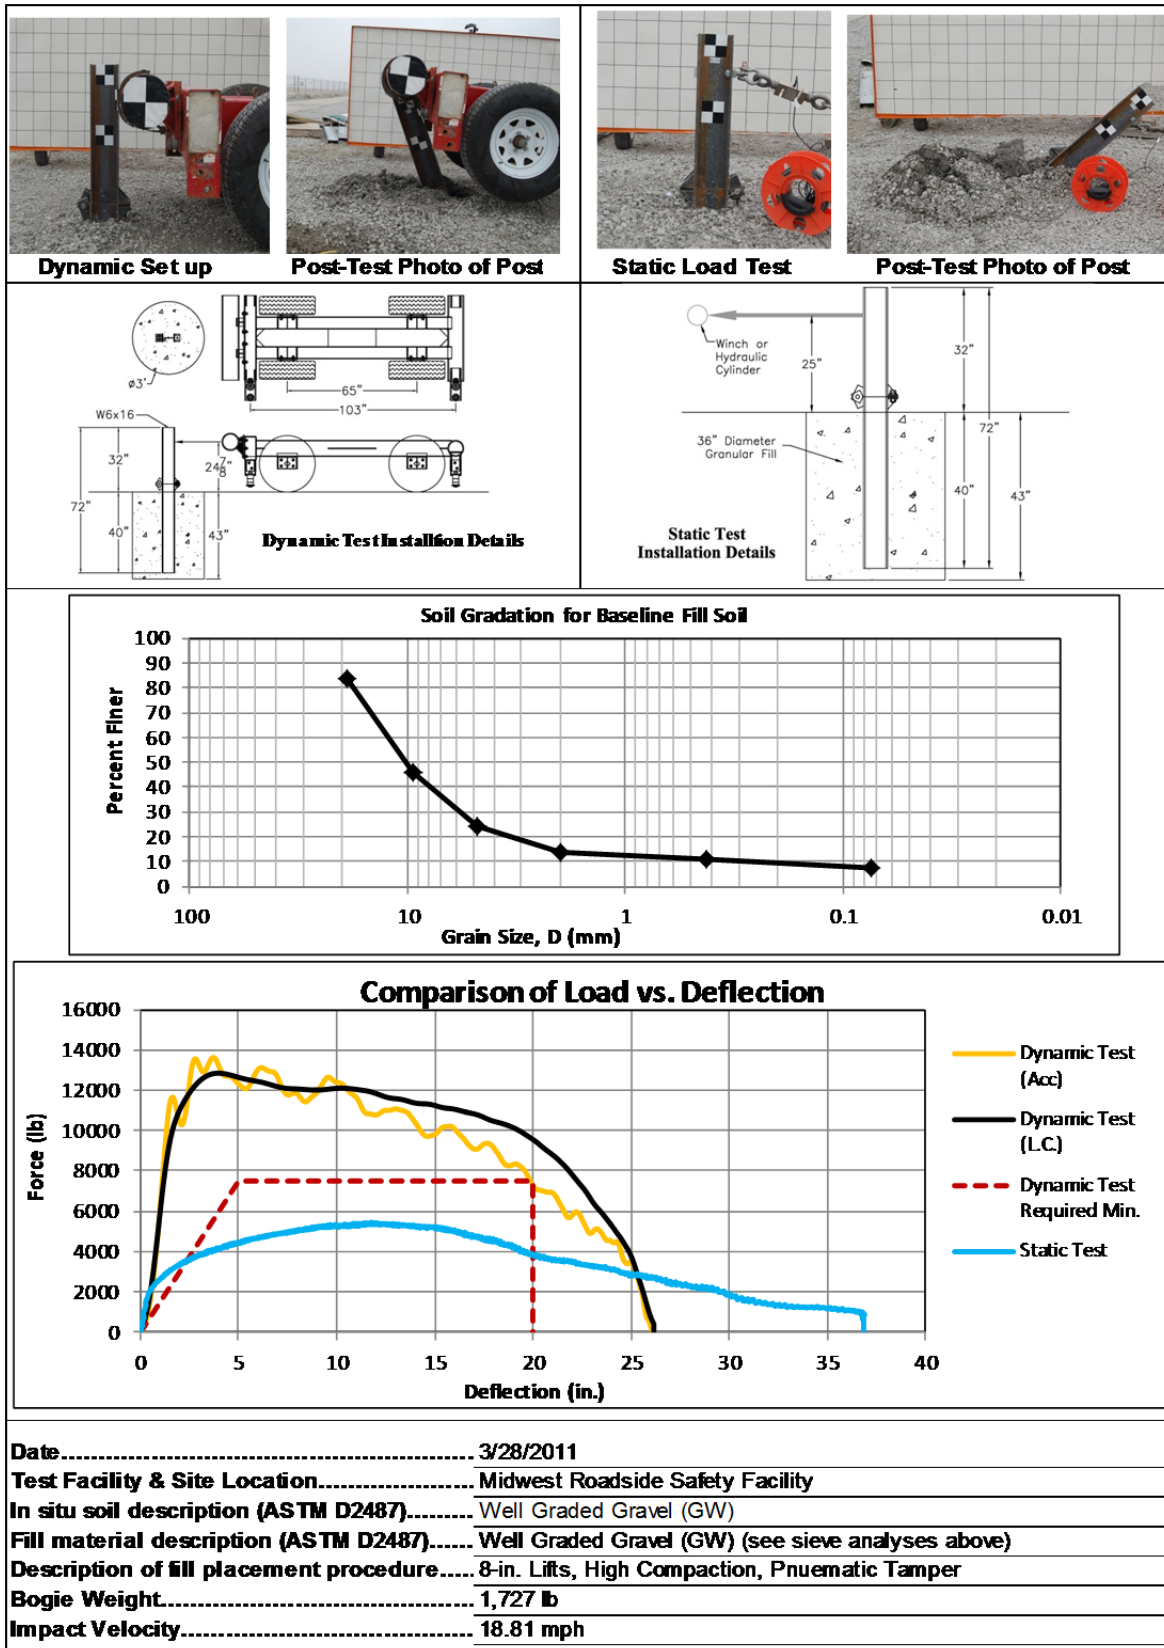 Dynamic Set up
Post-Test Photo of Post
Static Load Test
Post-Test Photo of Post
ø3'
65"
103"
W6x16
32"
24 7/8"
72"
40"
43"
Dynamic Test Installtion Details
Winch or
Hydraulic
Cylinder
25"
32"
72"
36" Diameter
Granular Fill
40"
43"
Static Test
Installation Details
Soil Gradation for Baseline Fill Soil
Percent Finer
100
90
80
70
60
50
40
30
20
10
0
100
10
1
0.1
0.01
Grain Size, D (mm)
Comparison of Load vs. Deflection
Force (lb)
16000
14000
12000
10000
8000
6000
4000
2000
0
0
5
10
15
20
25
30
35
40
Deflection (in.)
Dynamic Test
(Acc)
Dynamic Test
(L.C.)
Dynamic Test
Required Min.
Static Test
Date.................................................... 3/28/2011
Test Facility & Site Location................... Midwest Roadside Safety Facility
In situ soil description (ASTM D2487)........ Well Graded Gravel (GW)
Fill material description (ASTM D2487)...... Well Graded Gravel (GW) (see sieve analyses above)
Description of fill placement procedure..... 8-in. Lifts, High Compaction, Pnuematic Tamper
Bogie Weight........................................ 1,727 lb
Impact Velocity..................................... 18.81 mph